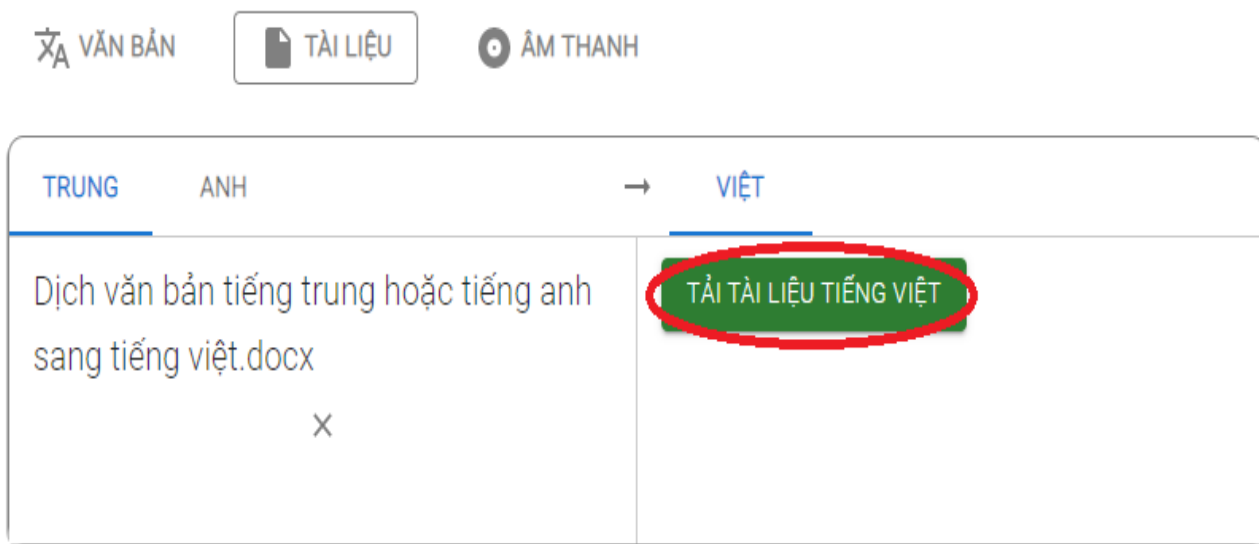 VĂN BẢN
TÀI LIỆU
ÂM THANH
TRUNG
ANH
VIỆT
Dịch văn bản tiếng trung hoặc tiếng anh
sang tiếng việt.docx
TẢI TÀI LIỆU TIẾNG VIỆT